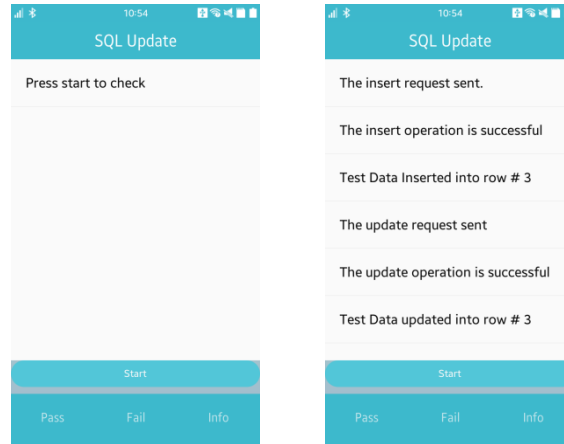 10:54
SQL Update
Press start to check
Start
Pass Fail Info
10:54
SQL Update
The insert request sent.
The insert operation is successful
Test Data Inserted into row # 3
The update request sent
The update operation is successful
Test Data updated into row # 3
Start
Pass Fail Info